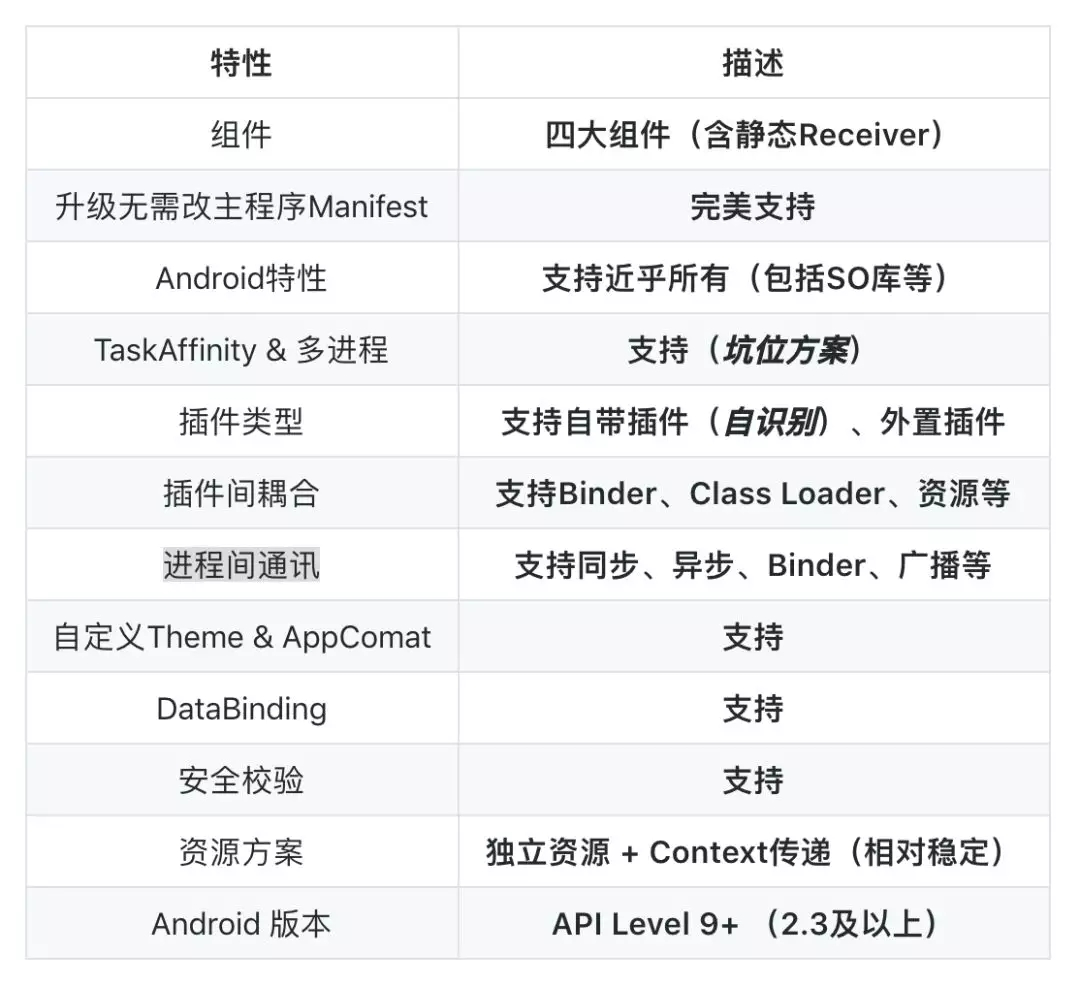 特性 描述
组件 四大组件（含静态Receiver）
升级无需改主程序Manifest 完美支持
Android特性 支持近乎所有（包括SO库等）
TaskAffinity & 多进程 支持（坑位方案）
插件类型 支持自带插件（自识别）、外置插件
插件间耦合 支持Binder、Class Loader、资源等
进程间通讯 支持同步、异步、Binder、广播等
自定义Theme & AppComat 支持
DataBinding 支持
安全校验 支持
资源方案 独立资源 + Context传递（相对稳定）
Android 版本 API Level 9+ （2.3及以上）